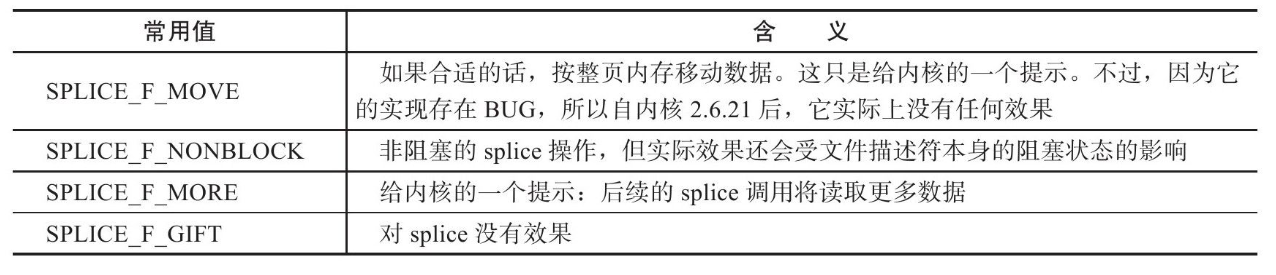 常用值 含 义
SPLICE_F_MOVE 如果合适的话，按整页内存移动数据。这只是给内核的一个提示。不过，因为它
的实现存在 BUG，所以自内核 2.6.21 后，它实际上没有任何效果
SPLICE_F_NONBLOCK 非阻塞的 splice 操作，但实际效果还会受文件描述符本身的阻塞状态的影响
SPLICE_F_MORE 给内核的一个提示：后续的 splice 调用将读取更多数据
SPLICE_F_GIFT 对 splice 没有效果